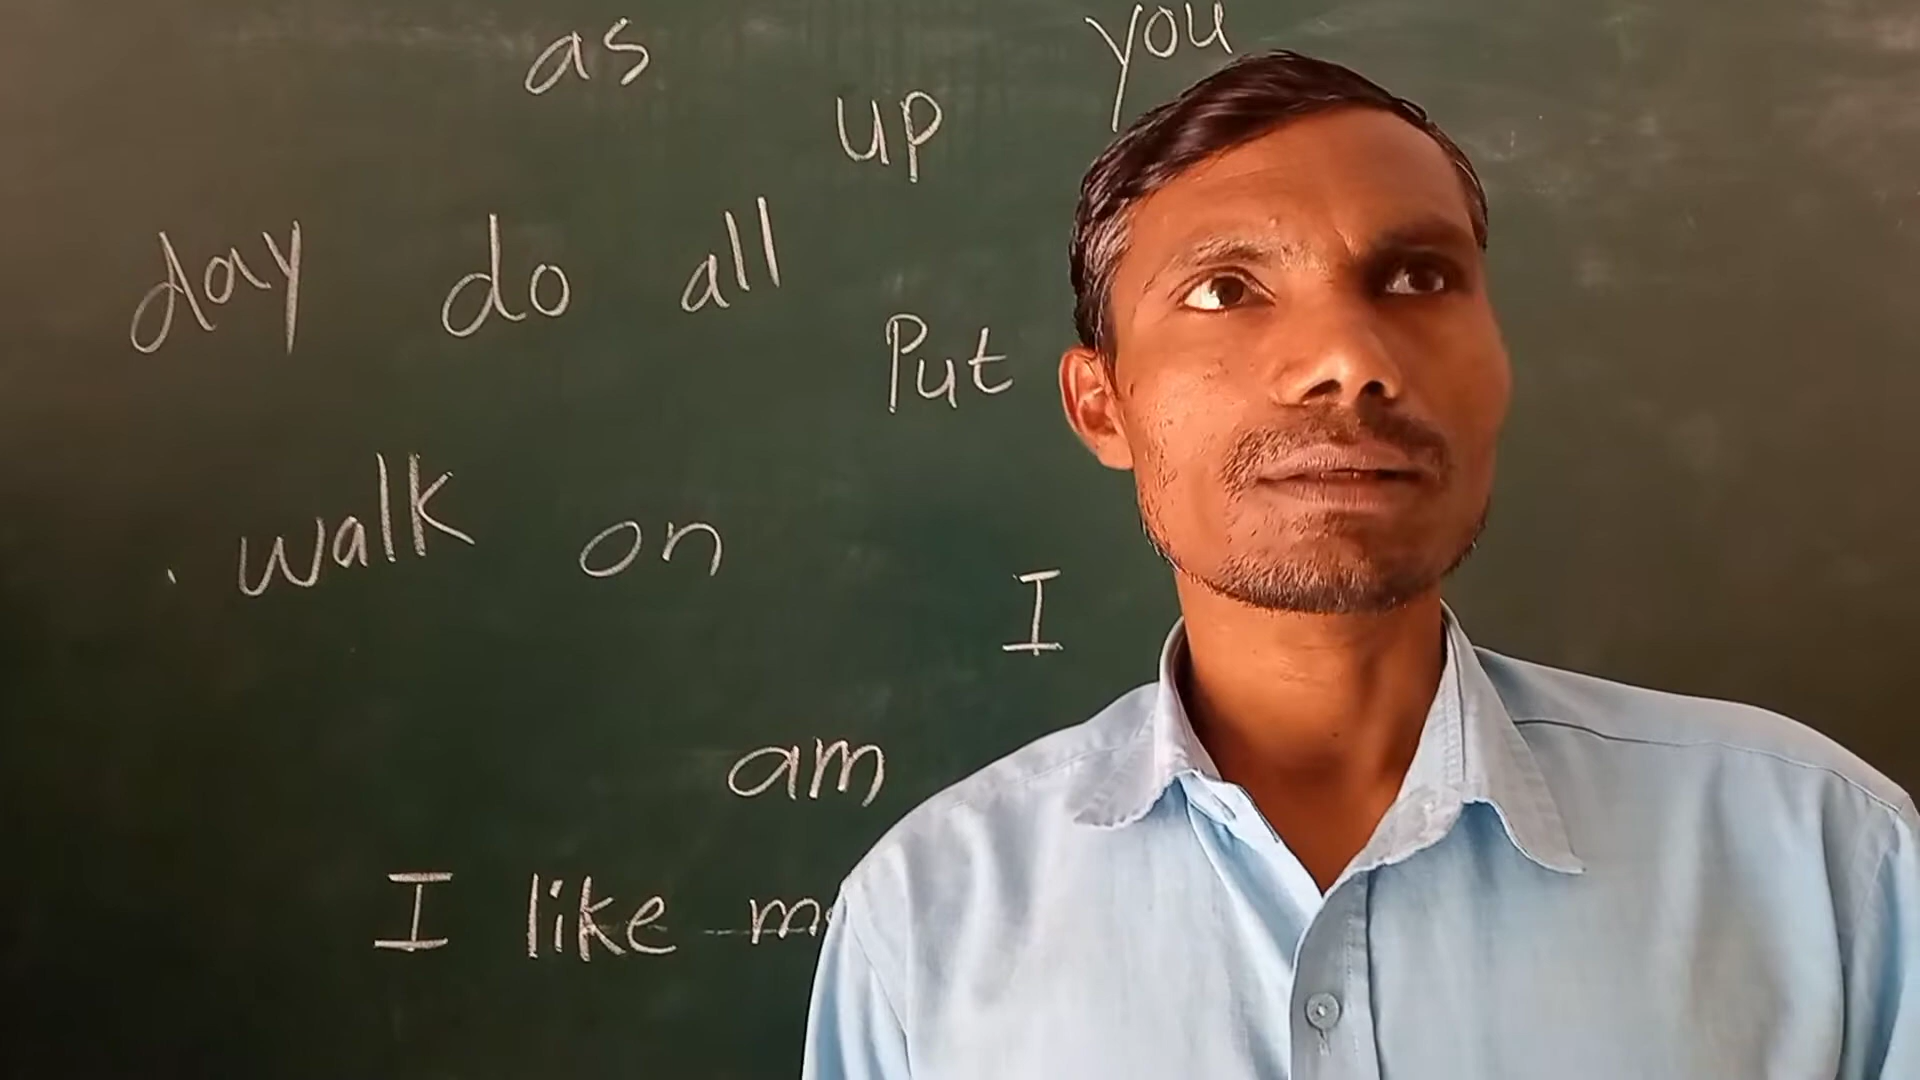 as you
up
day do all
Put
walk on
I
am
I like